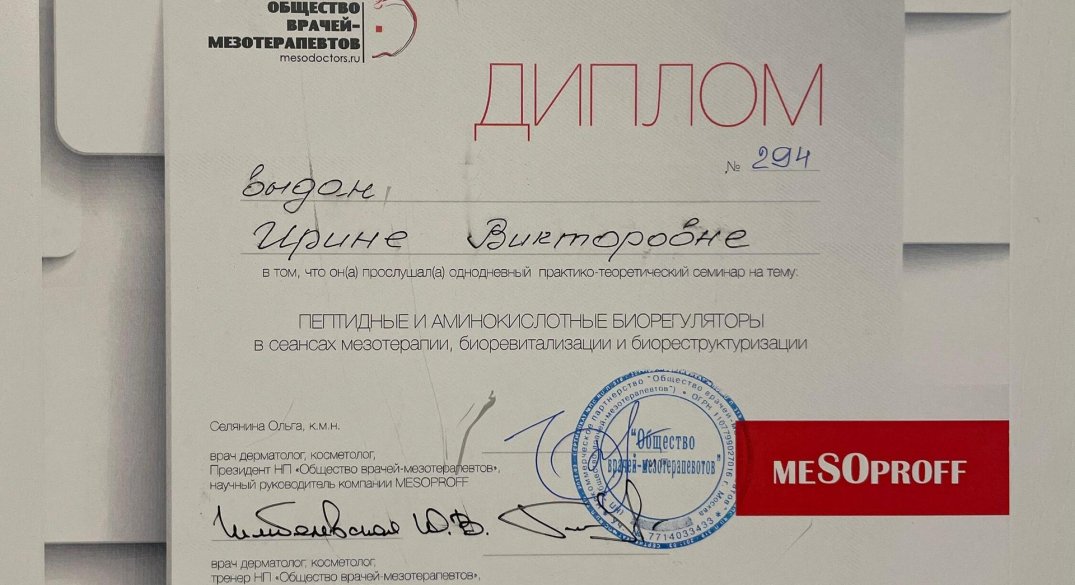 ОБЩЕСТВО
ВРАЧЕЙ-
МЕЗОТЕРАПЕВТОВ
mesodoctors.ru
ДИПЛОМ
№ 294
выдан
Ирине Викторовне
в том, что он(а) прослушал(а) однодневный практико-теоретический семинар на тему:
ПЕПТИДНЫЕ И АМИНОКИСЛОТНЫЕ БИОРЕГУЛЯТОРЫ
в сеансах мезотерапии, биоревитализации и биореструктуризации
Селянина Ольга, к.м.н.
врач дерматолог, косметолог,
Президент НП «Общество врачей-мезотерапевтов»,
научный руководитель компании MESOPROFF
"Общество
врачей-мезотерапевтов"
7714033433
MESOPROFF
Ю.В.
врач дерматолог, косметолог,
тренер НП «Общество врачей-мезотерапевтов»,